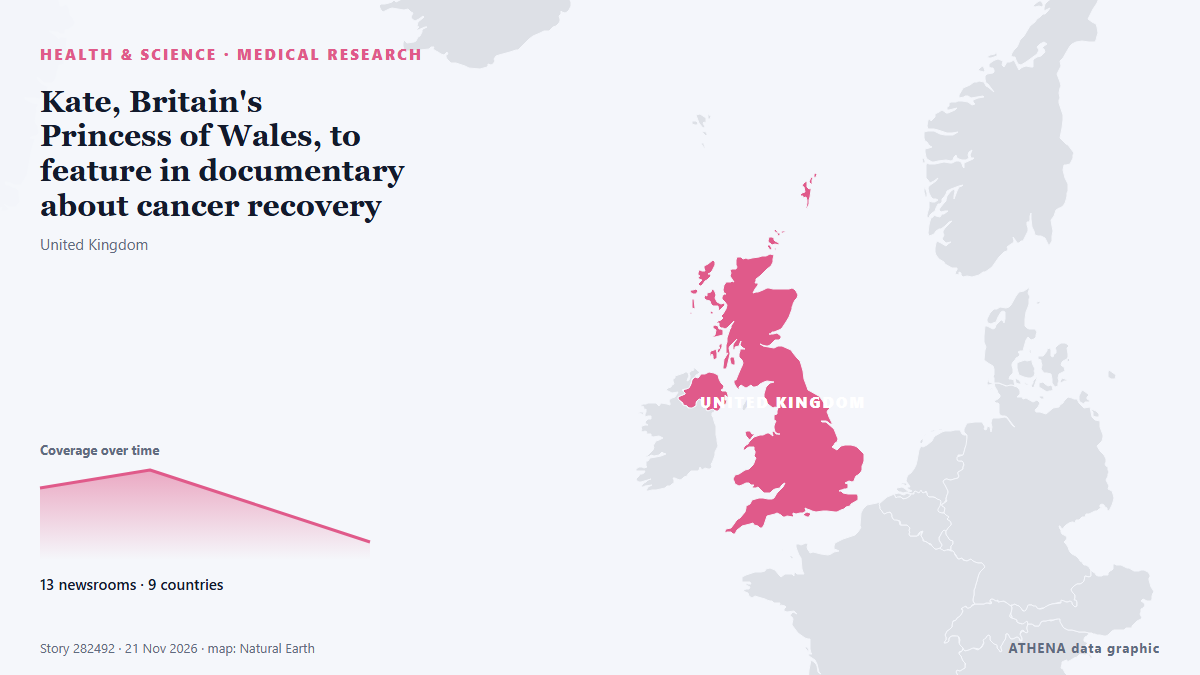 HEALTH & SCIENCE · MEDICAL RESEARCH
Kate, Britain's
Princess of Wales, to
feature in documentary
about cancer recovery
United Kingdom
UNITED KINGDOM
Coverage over time
13 newsrooms · 9 countries
Story 282492 · 21 Nov 2026 · map: Natural Earth
ATHENA data graphic